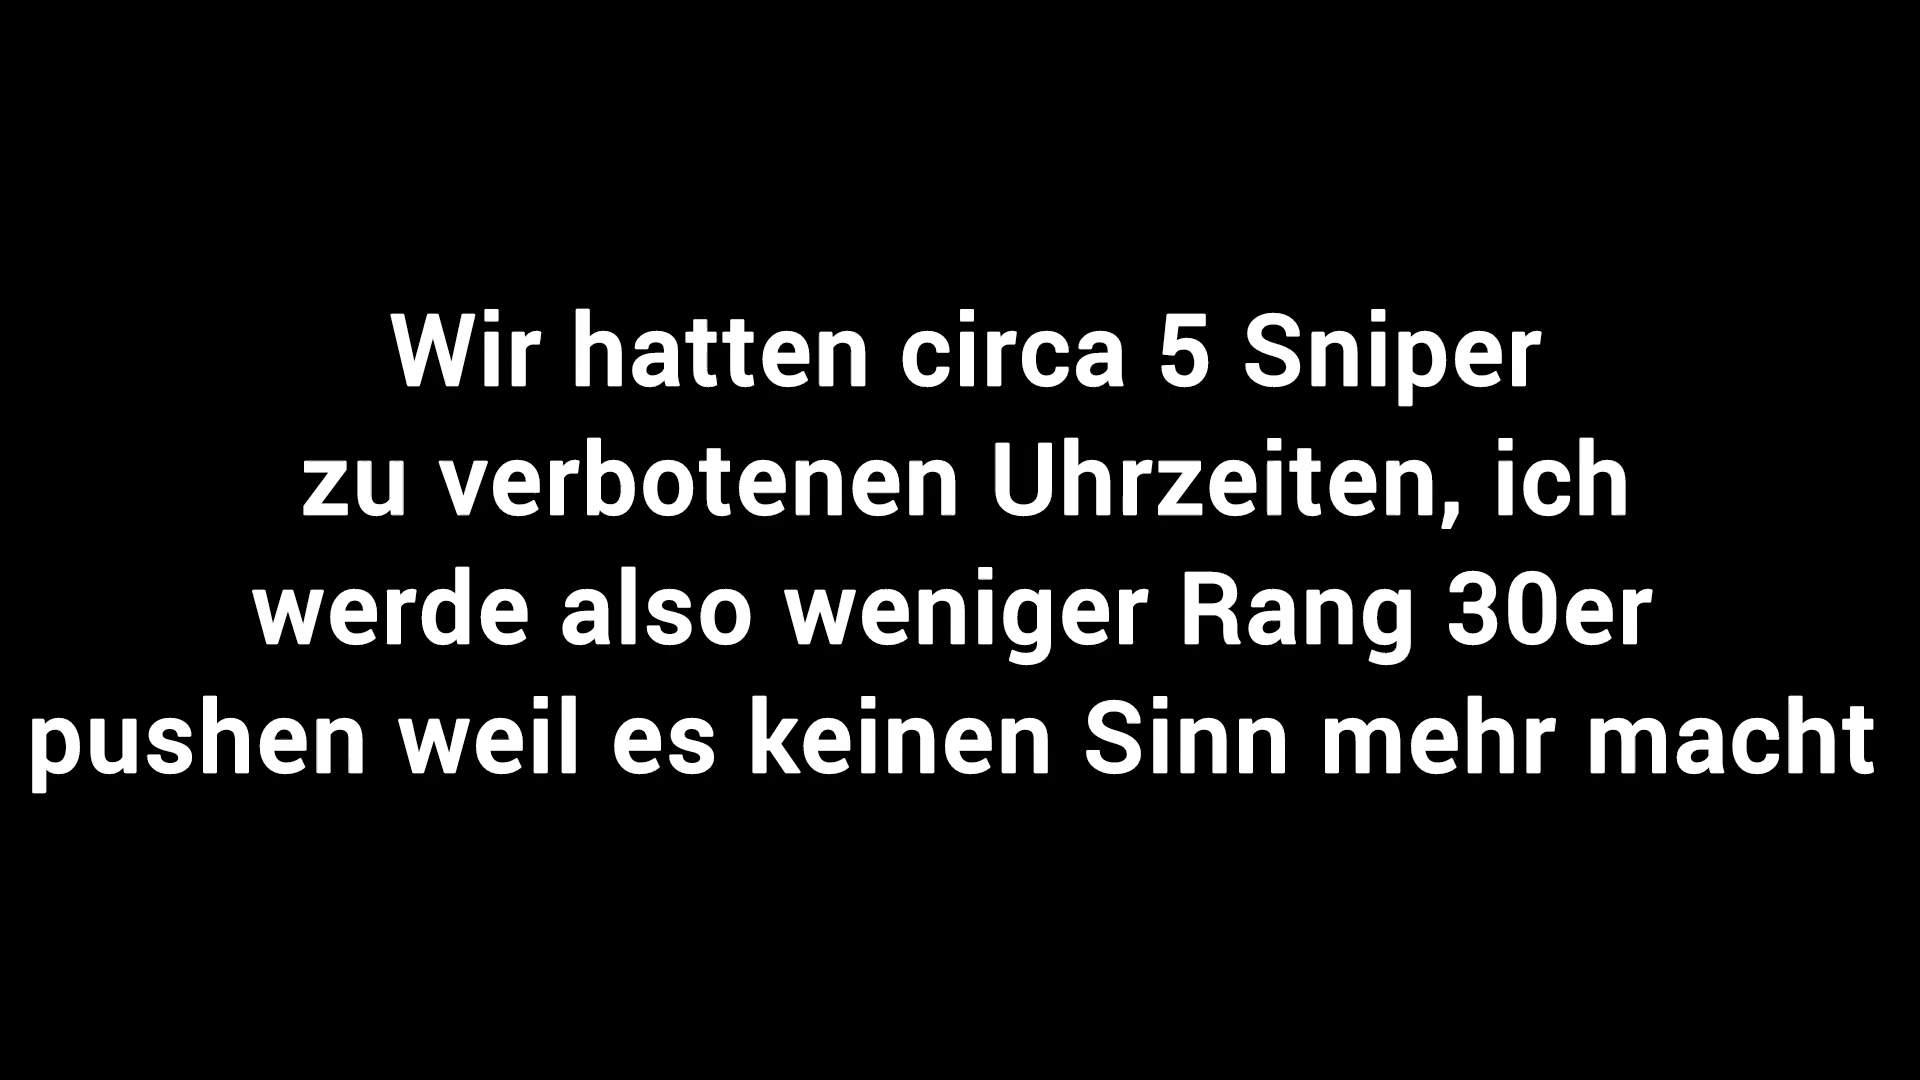 Wir hatten circa 5 Sniper
zu verbotenen Uhrzeiten, ich
werde also weniger Rang 30er
pushen weil es keinen Sinn mehr macht